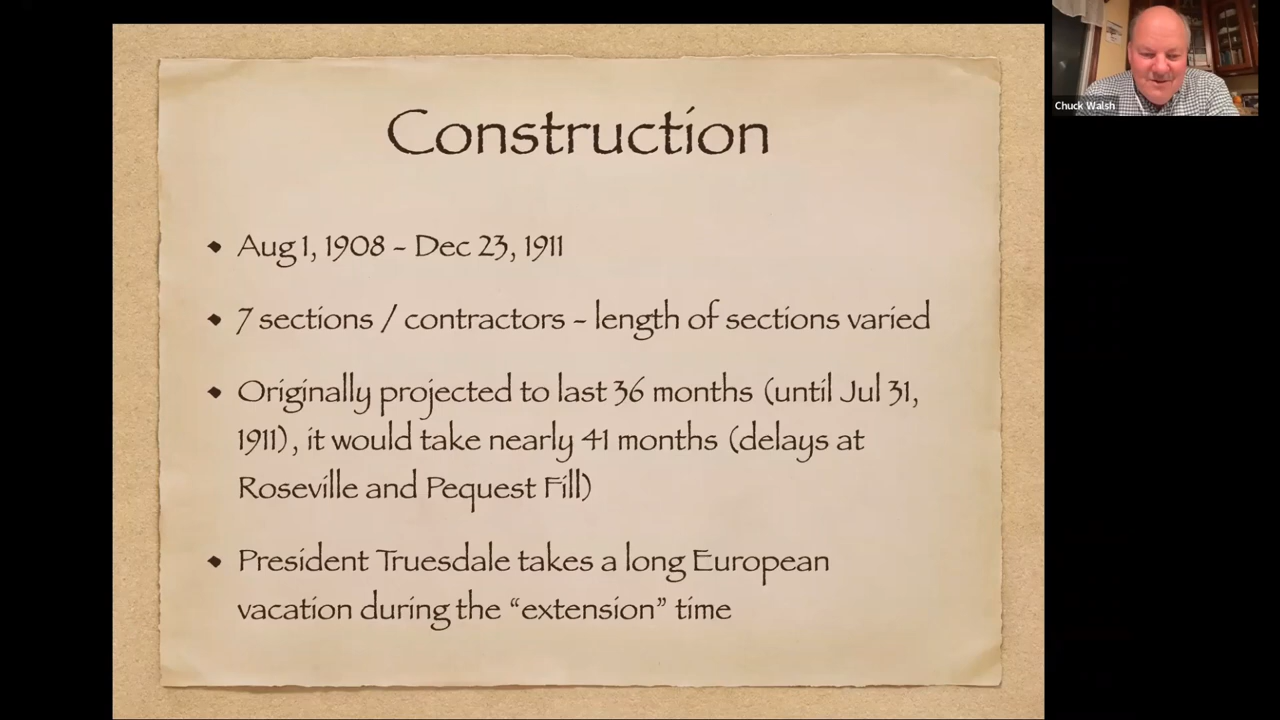 Construction
Chuck Walsh
• Aug 1, 1908 – Dec 23, 1911
• 7 sections / contractors – length of sections varied
• Originally projected to last 36 months (until Jul 31,
1911), it would take nearly 41 months (delays at
Roseville and Pequest Fill)
• President Truesdale takes a long European
vacation during the “extension” time